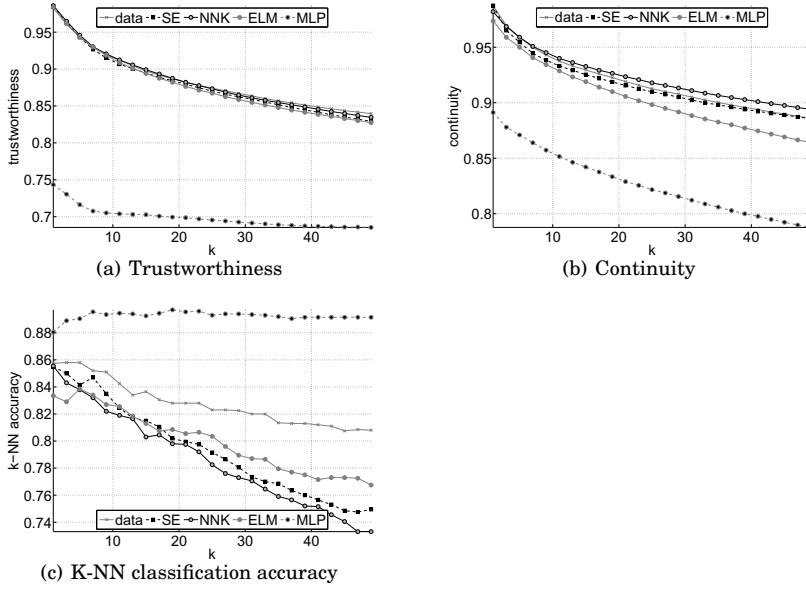 data SE NNK ELM MLP
0.95
0.9
0.85
0.8
0.75
0.7
trustworthiness
10 20 30 40
k
(a) Trustworthiness
data SE NNK ELM MLP
0.95
0.9
0.85
0.8
continuity
10 20 30 40
k
(b) Continuity
0.88
0.86
0.84
0.82
0.8
0.78
0.76
0.74
k−NN accuracy
data SE NNK ELM MLP
10 20 30 40
k
(c) K-NN classification accuracy